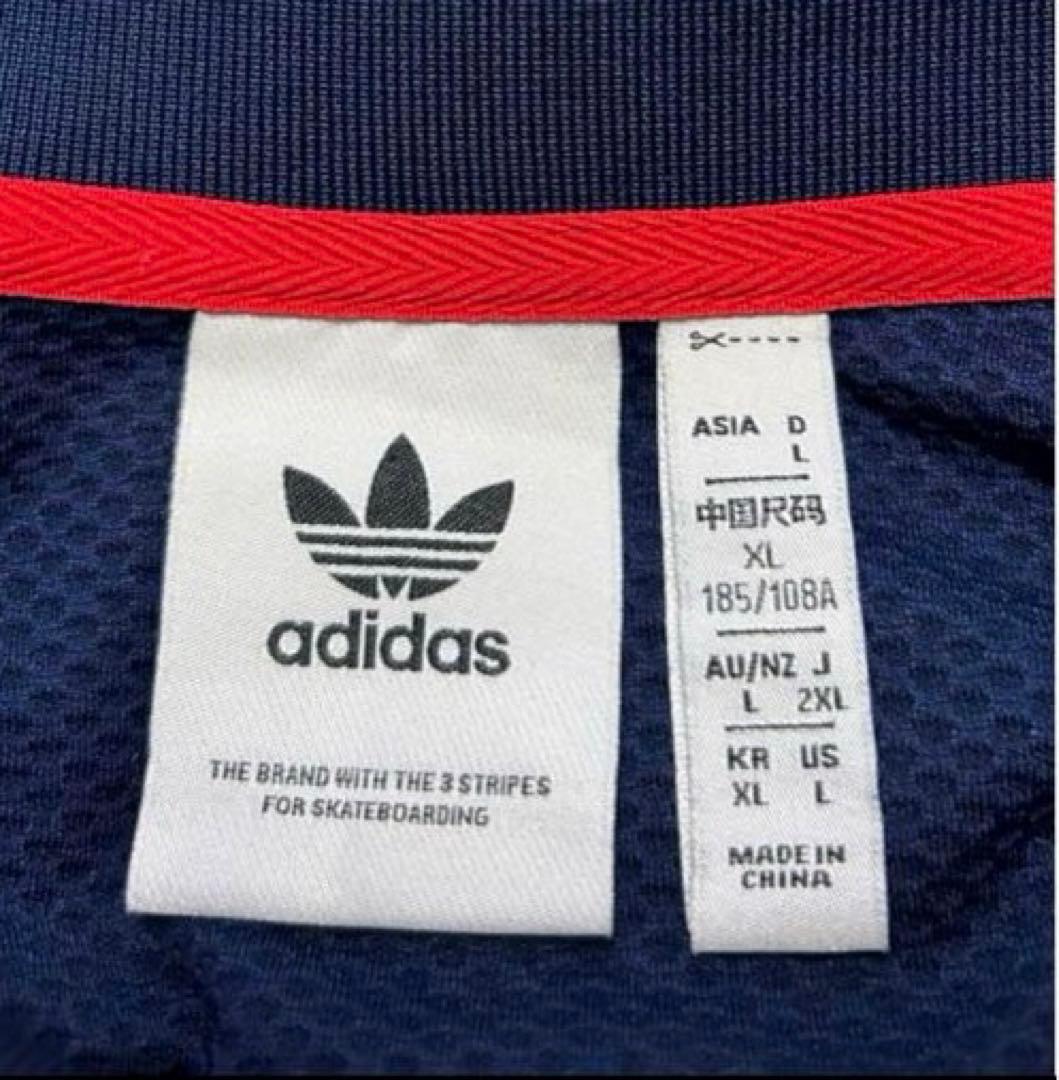 adidas
THE BRAND WITH THE 3 STRIPES
FOR SKATEBOARDING
ASIA D
L
中国尺码
XL
185/108A
AU/NZ J
L 2XL
KR US
XL L
MADE IN
CHINA